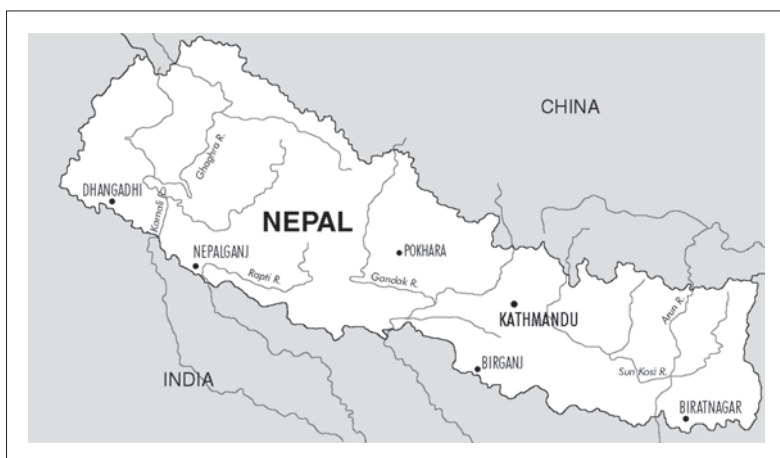 CHINA
Ghaghra R.
DHANGADHI
Karnali R.
NEPAL
NEPALGANJ
POKHARA
Rapti R.
Gandak R.
KATHMANDU
Arun R.
INDIA
BIRGANJ
Sun Kosi R.
BIRATNAGAR